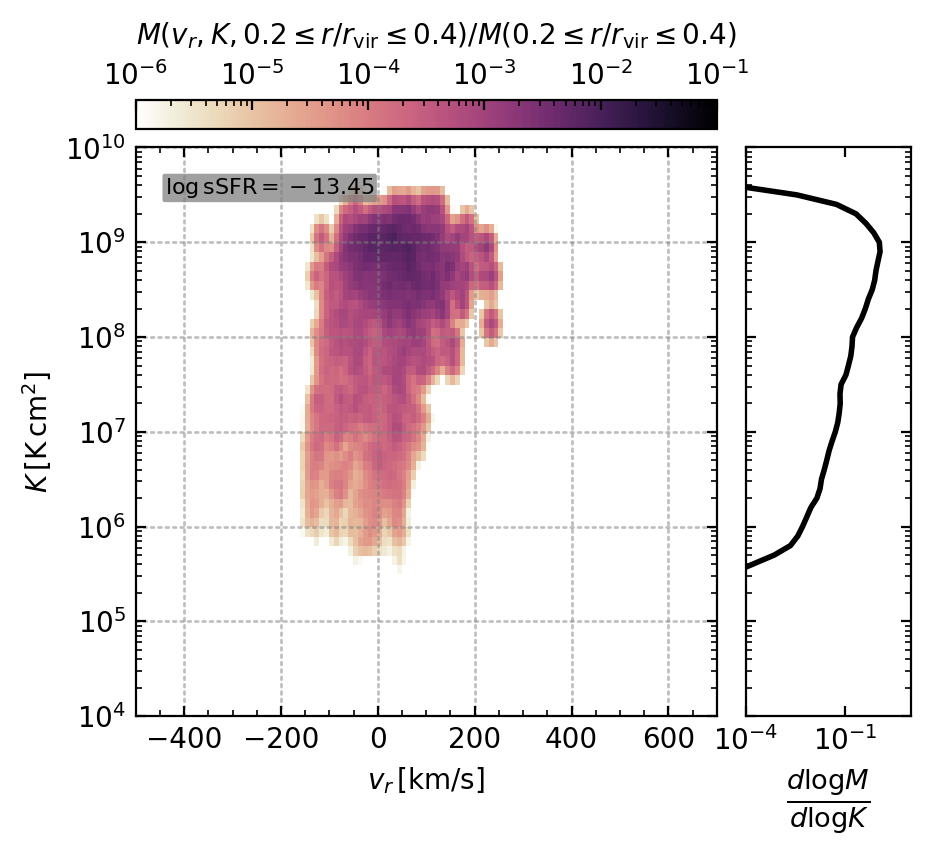 M(v_r, K, 0.2 ≤ r/r_vir ≤ 0.4)/M(0.2 ≤ r/r_vir ≤ 0.4)
10^−6 10^−5 10^−4 10^−3 10^−2 10^−1
log sSFR = −13.45
10^10
10^9
10^8
10^7
10^6
10^5
10^4
K [K cm^2]
−400 −200 0 200 400 600
v_r [km/s]
10^−4 10^−1
dlogM
dlogK